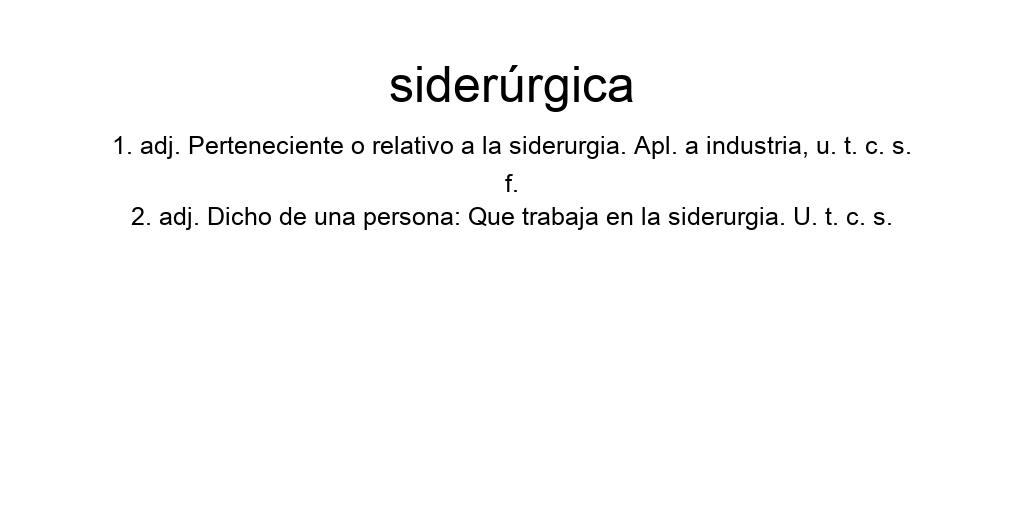 siderúrgica
1. adj. Perteneciente o relativo a la siderurgia. Apl. a industria, u. t. c. s.
f.
2. adj. Dicho de una persona: Que trabaja en la siderurgia. U. t. c. s.